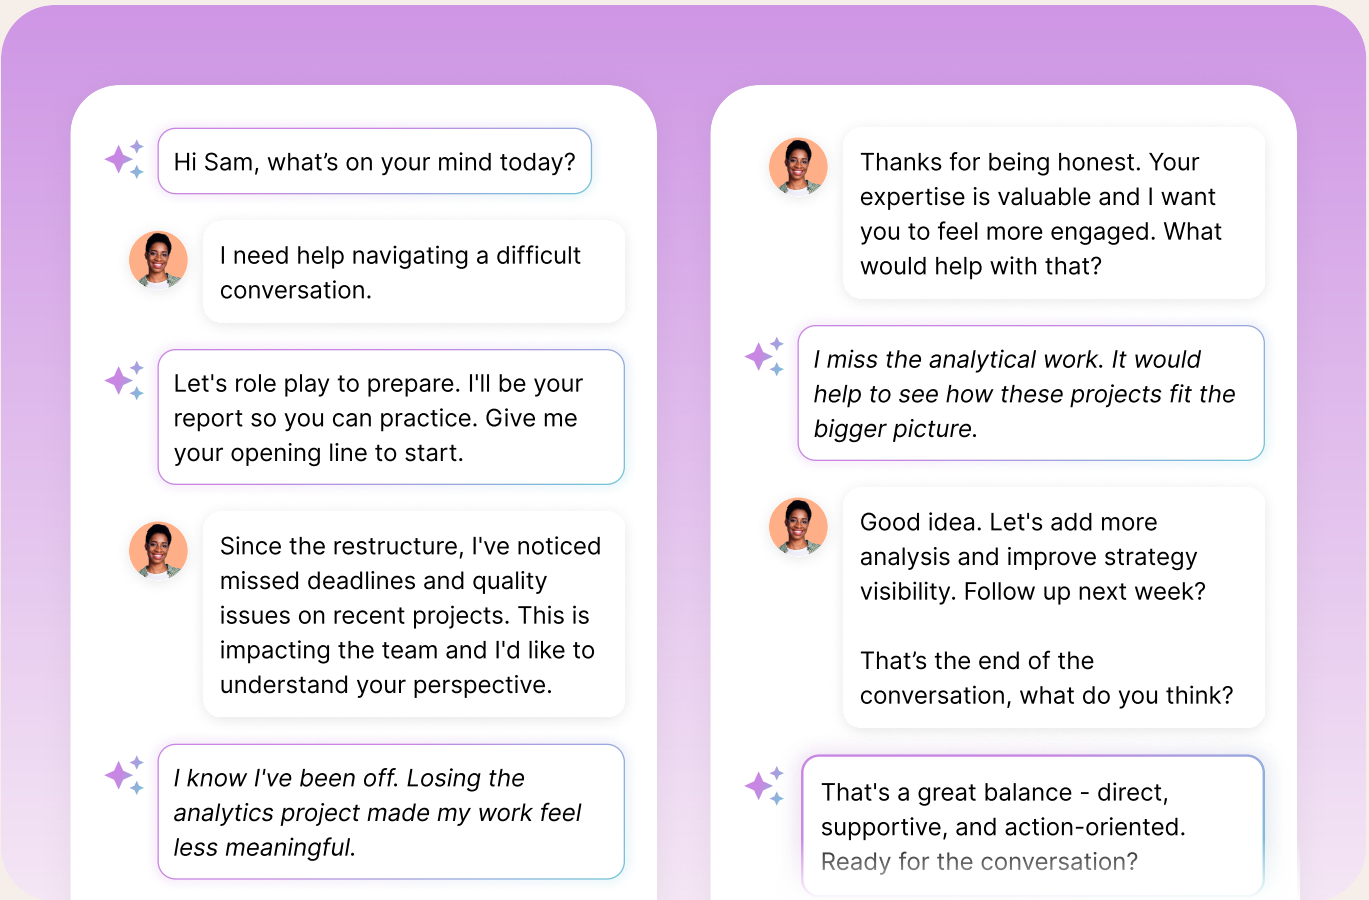 Hi Sam, what’s on your mind today?
I need help navigating a difficult
conversation.
Let's role play to prepare. I'll be your
report so you can practice. Give me
your opening line to start.
Since the restructure, I've noticed
missed deadlines and quality
issues on recent projects. This is
impacting the team and I'd like to
understand your perspective.
I know I've been off. Losing the
analytics project made my work feel
less meaningful.
Thanks for being honest. Your
expertise is valuable and I want
you to feel more engaged. What
would help with that?
I miss the analytical work. It would
help to see how these projects fit the
bigger picture.
Good idea. Let's add more
analysis and improve strategy
visibility. Follow up next week?
That’s the end of the
conversation, what do you think?
That's a great balance - direct,
supportive, and action-oriented.
Ready for the conversation?